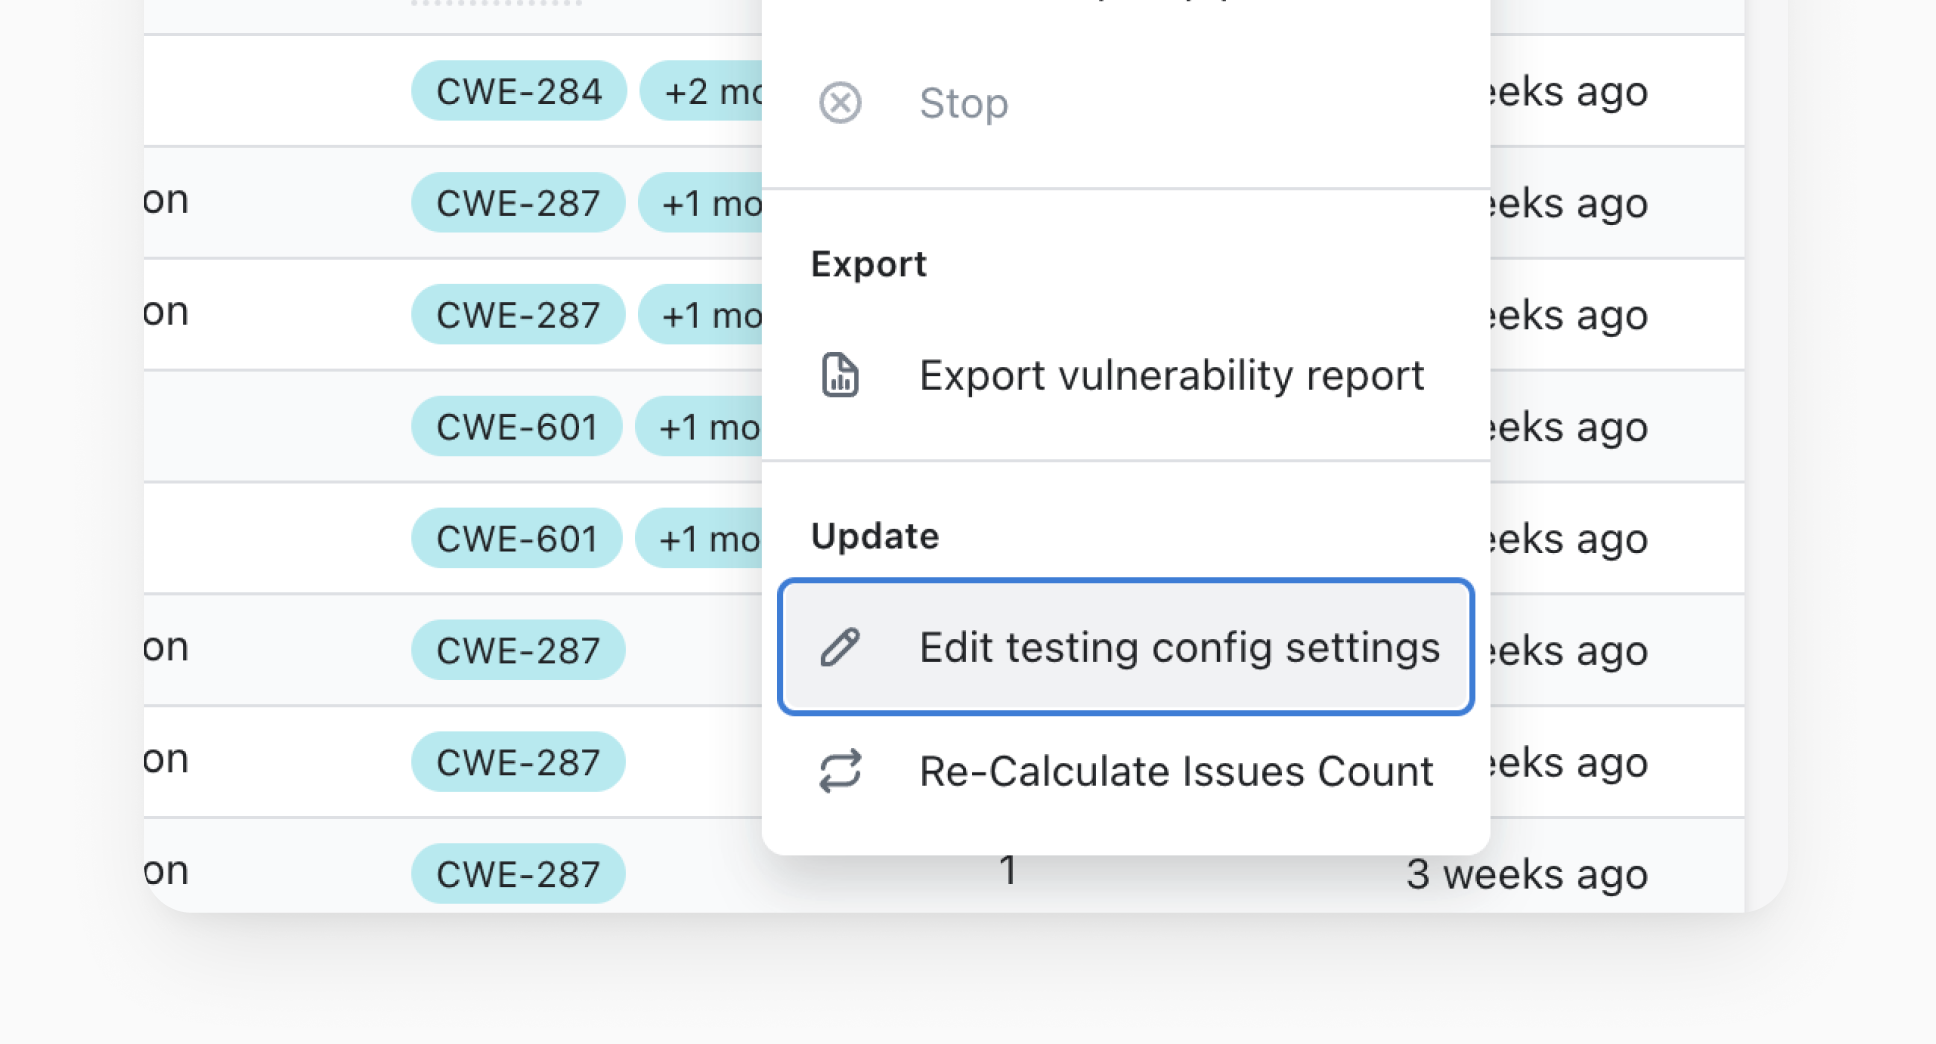 CWE-284 +2 mo
Stop
eeks ago
on CWE-287 +1 mo
eeks ago
Export
on CWE-287 +1 mo
eeks ago
Export vulnerability report
CWE-601 +1 mo
eeks ago
Update
CWE-601 +1 mo
eeks ago
on CWE-287
Edit testing config settings
eeks ago
on CWE-287
Re-Calculate Issues Count
eeks ago
on CWE-287 1 3 weeks ago